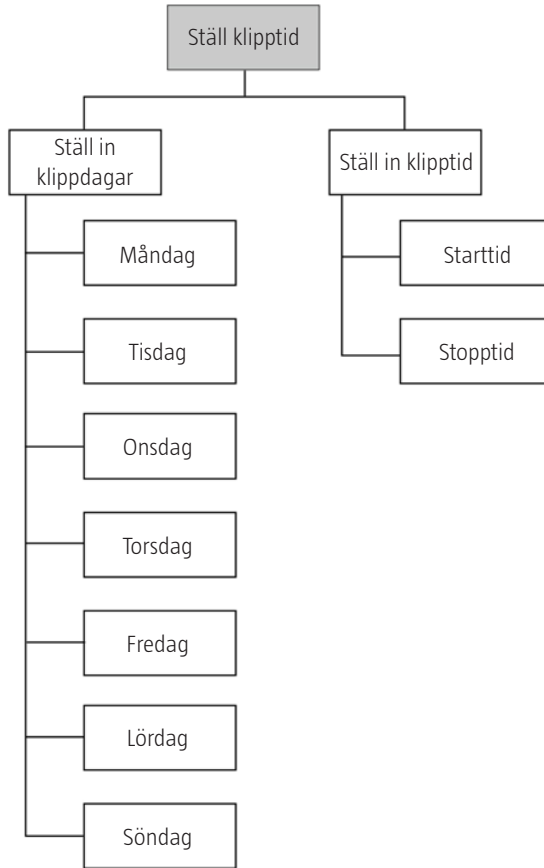 Ställ klipptid
Ställ in
klippdagar
Ställ in klipptid
Måndag
Starttid
Tisdag
Stopptid
Onsdag
Torsdag
Fredag
Lördag
Söndag